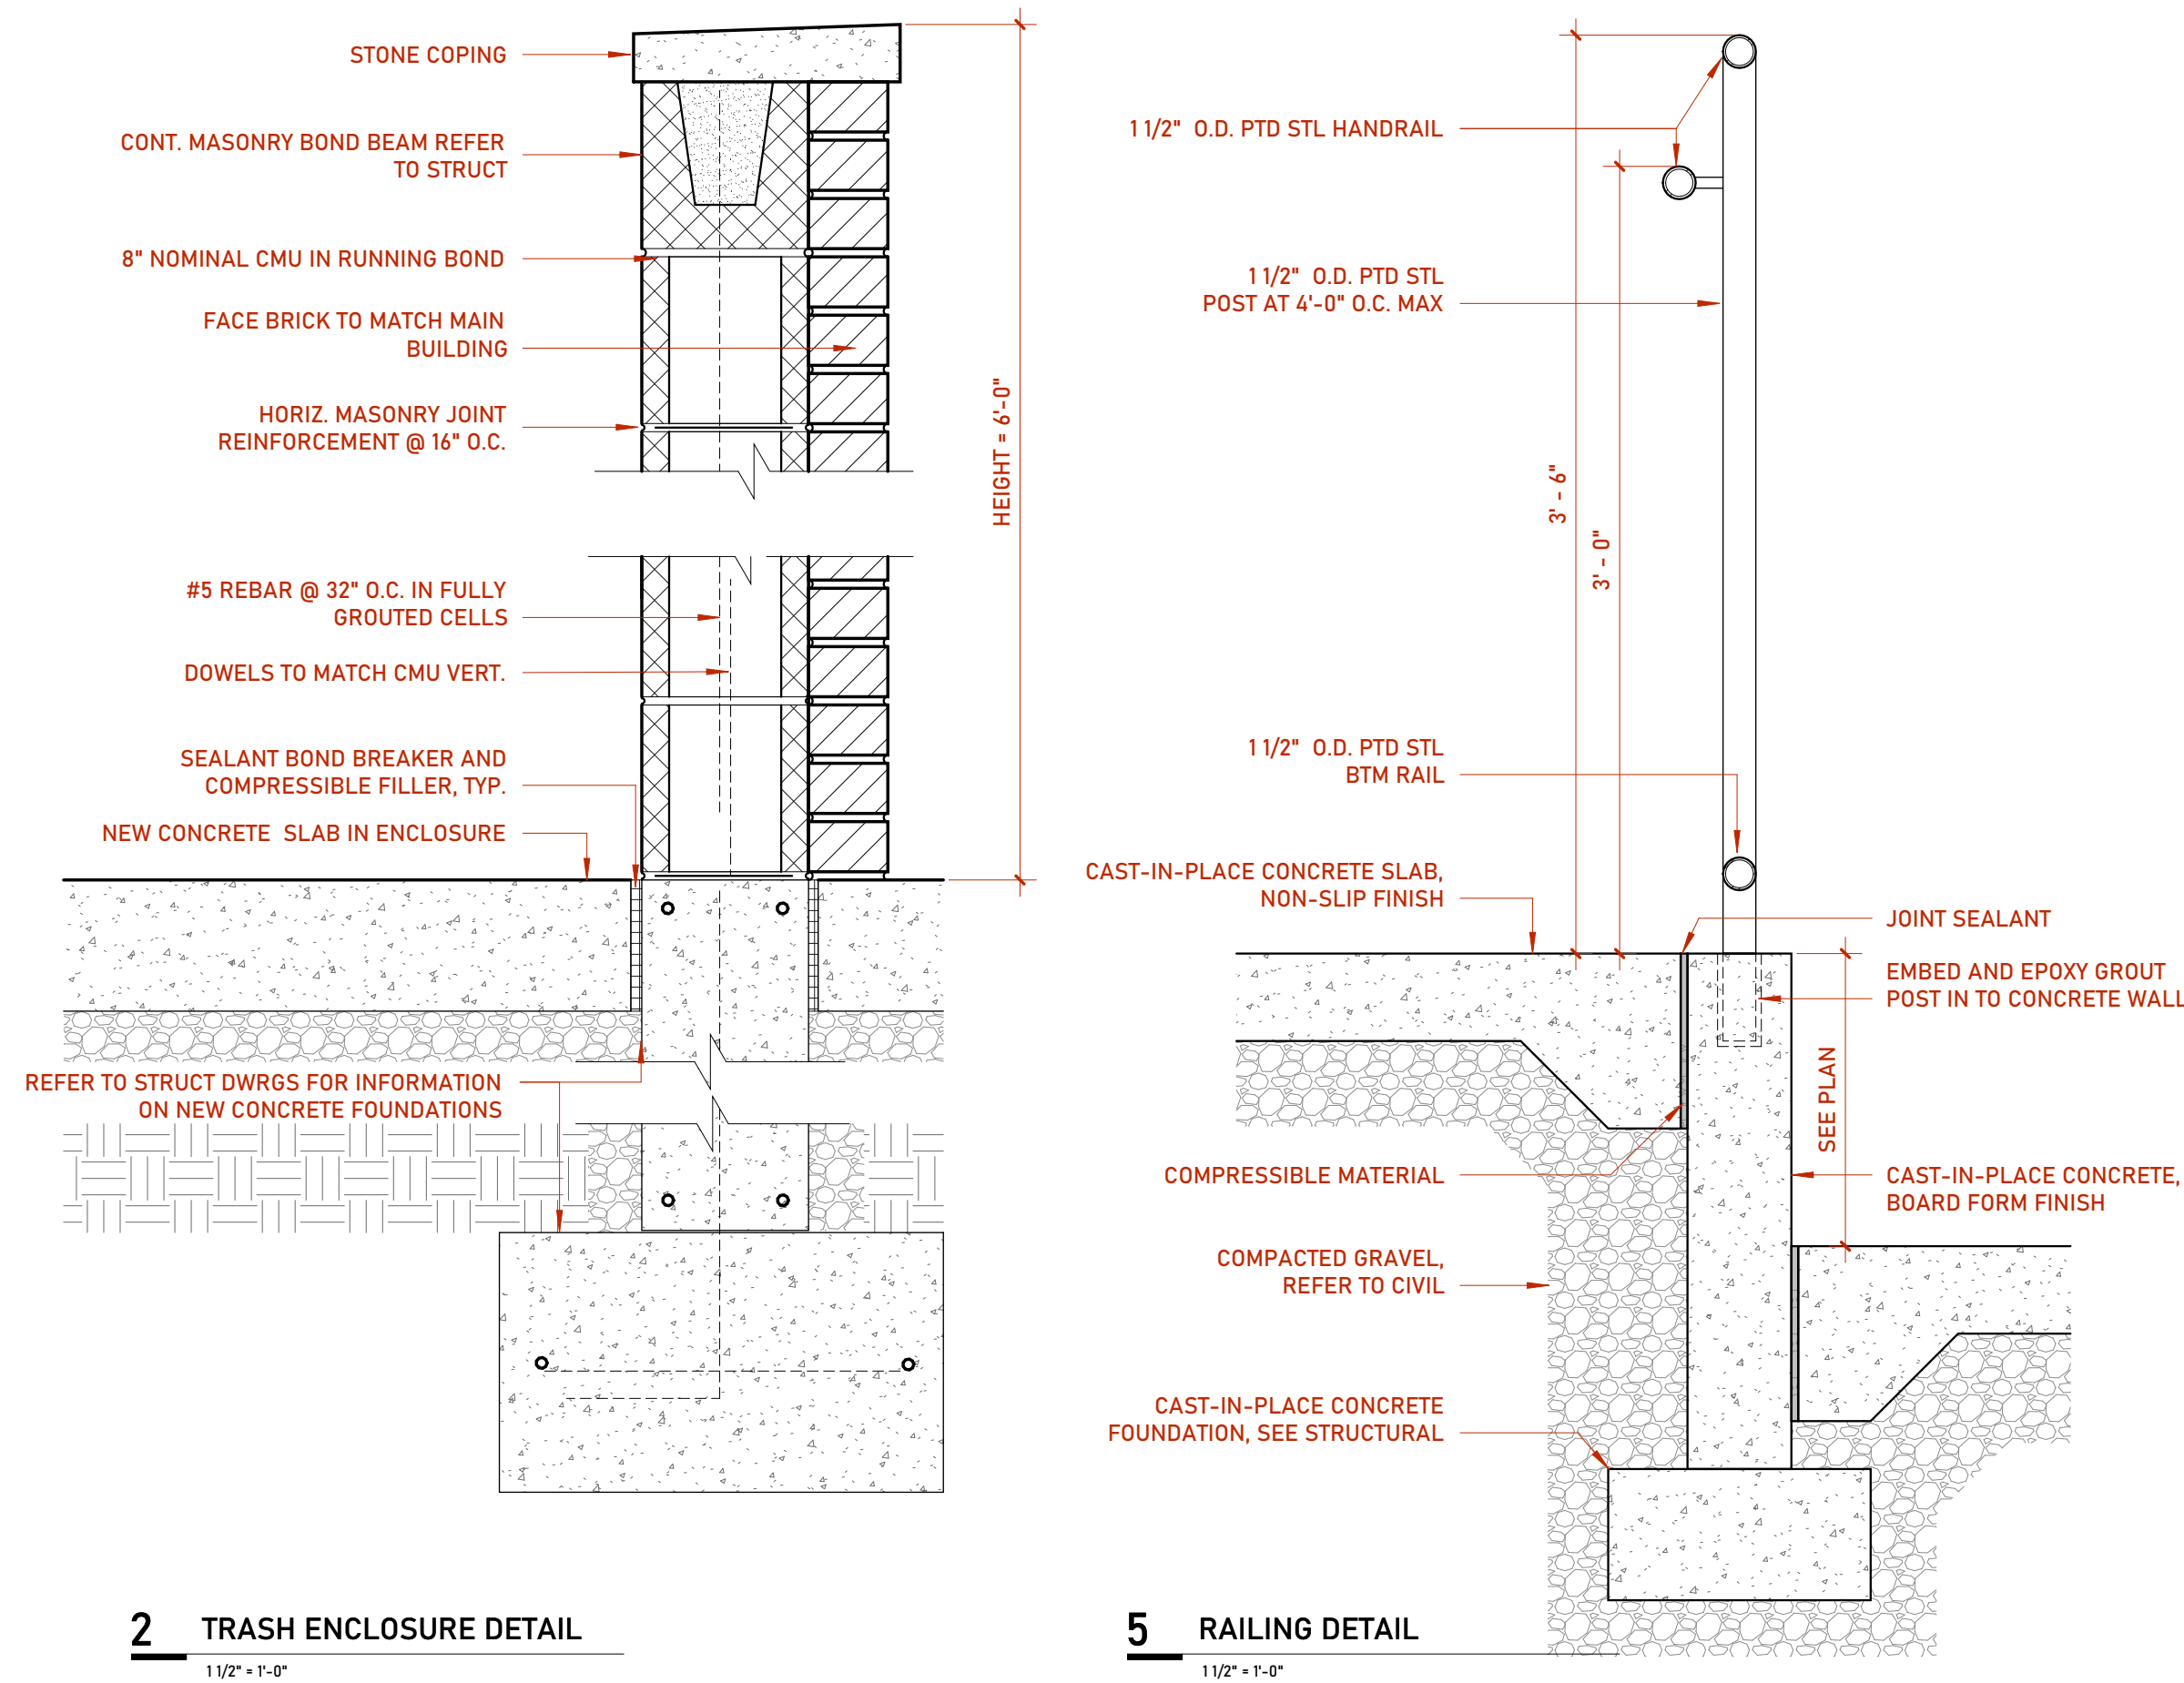 STONE COPING
CONT. MASONRY BOND BEAM REFER
TO STRUCT
8" NOMINAL CMU IN RUNNING BOND
FACE BRICK TO MATCH MAIN
BUILDING
HORIZ. MASONRY JOINT
REINFORCEMENT @ 16" O.C.
HEIGHT = 6'-0"
#5 REBAR @ 32" O.C. IN FULLY
GROUTED CELLS
DOWELS TO MATCH CMU VERT.
SEALANT BOND BREAKER AND
COMPRESSIBLE FILLER, TYP.
NEW CONCRETE  SLAB IN ENCLOSURE
REFER TO STRUCT DWRGS FOR INFORMATION
ON NEW CONCRETE FOUNDATIONS
2
TRASH ENCLOSURE DETAIL
1 1/2" = 1'-0"
1 1/2"  O.D. PTD STL HANDRAIL
1 1/2"  O.D. PTD STL
POST AT 4'-0" O.C. MAX
3' - 6"
3' - 0"
1 1/2"  O.D. PTD STL
BTM RAIL
CAST-IN-PLACE CONCRETE SLAB,
NON-SLIP FINISH
JOINT SEALANT
EMBED AND EPOXY GROUT
POST IN TO CONCRETE WALL
SEE PLAN
COMPRESSIBLE MATERIAL
CAST-IN-PLACE CONCRETE,
BOARD FORM FINISH
COMPACTED GRAVEL,
REFER TO CIVIL
CAST-IN-PLACE CONCRETE
FOUNDATION, SEE STRUCTURAL
5
RAILING DETAIL
1 1/2" = 1'-0"